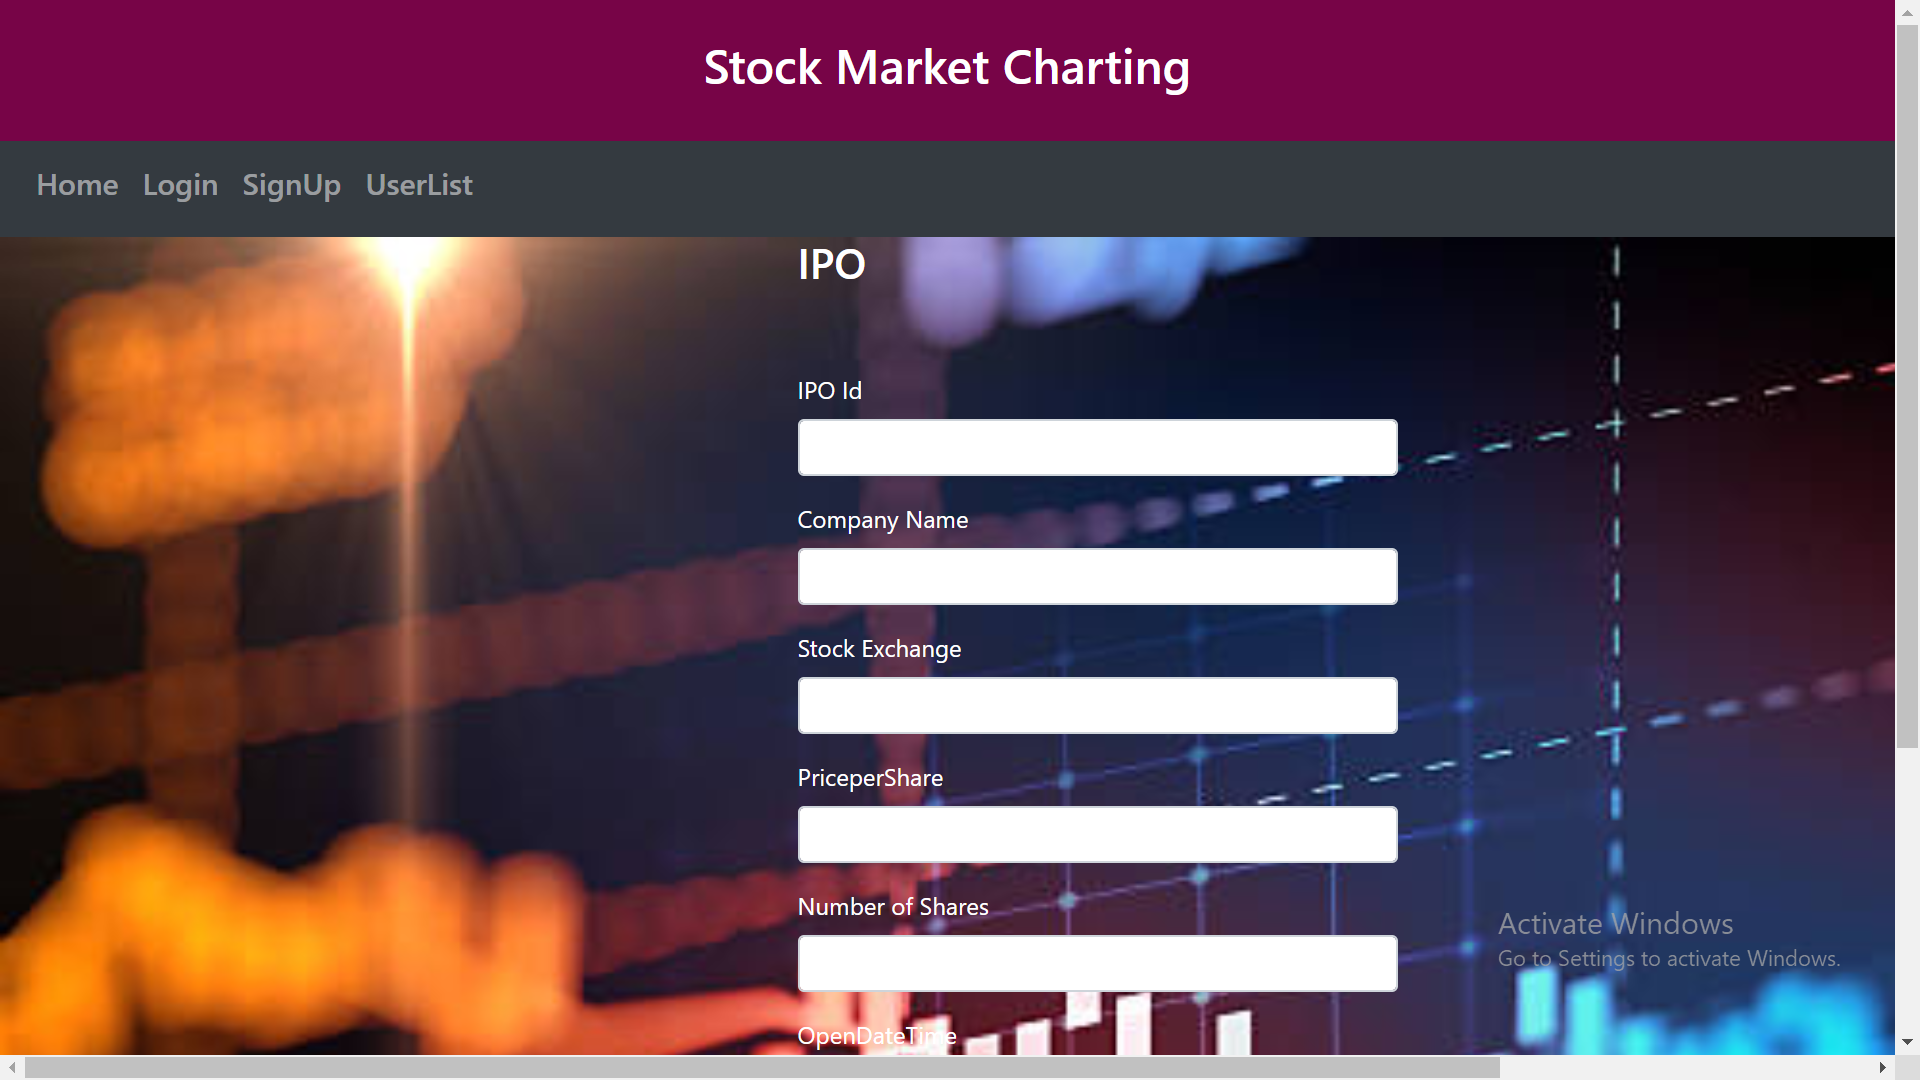 Stock Market Charting
Home Login SignUp UserList
IPO
IPO Id
Company Name
Stock Exchange
PriceperShare
Number of Shares
OpenDateTime
Activate Windows
Go to Settings to activate Windows.